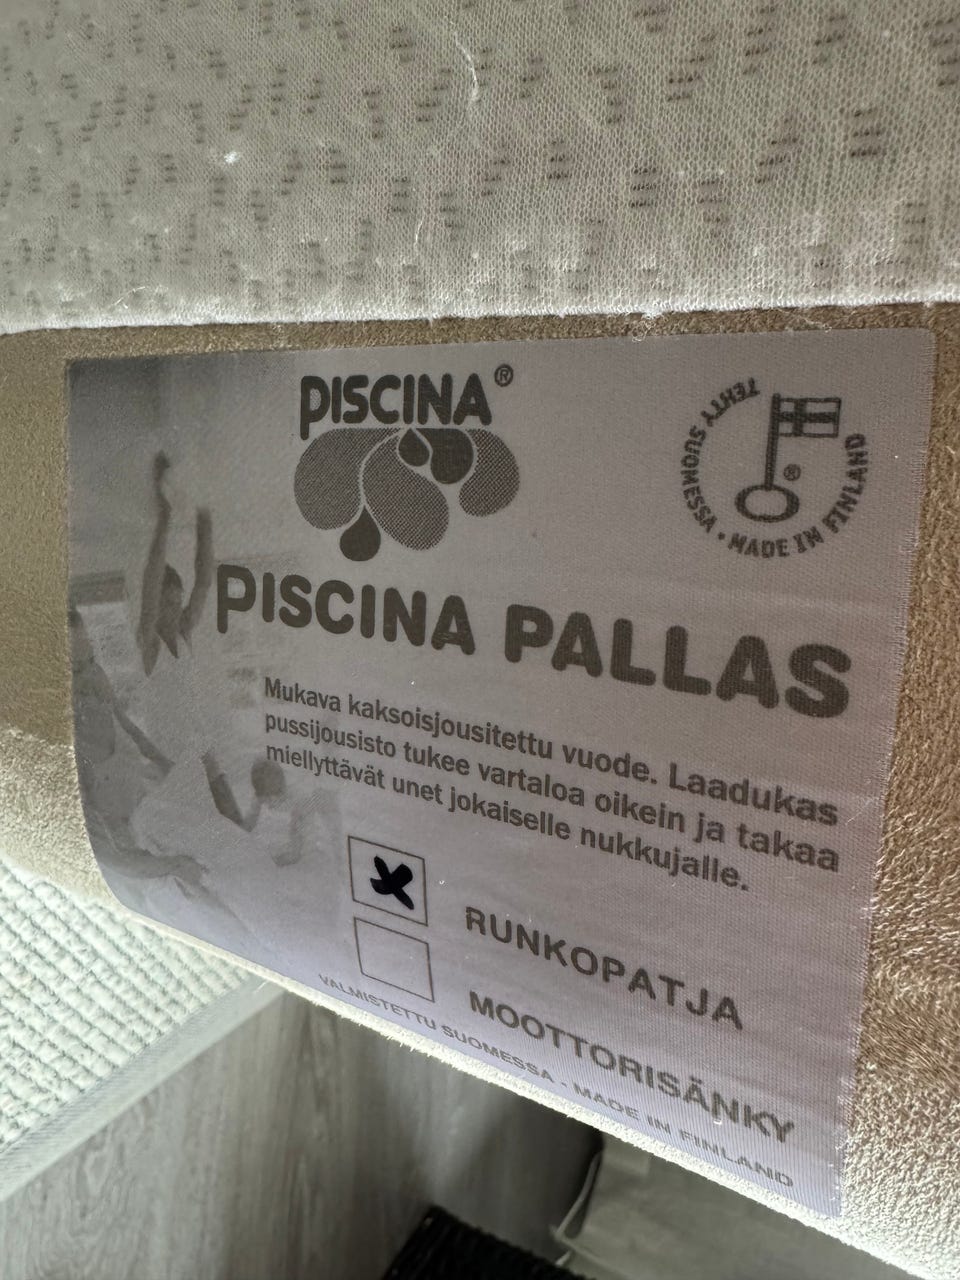 PISCINA®
TEHTY SUOMESSA • MADE IN FINLAND
®
PISCINA PALLAS
Mukava kaksoisjousitettu vuode. Laadukas
pussijousisto tukee vartaloa oikein ja takaa
miellyttävät unet jokaiselle nukkujalle.
X RUNKOPATJA
MOOTTORISÄNKY
VALMISTETTU SUOMESSA - MADE IN FINLAND